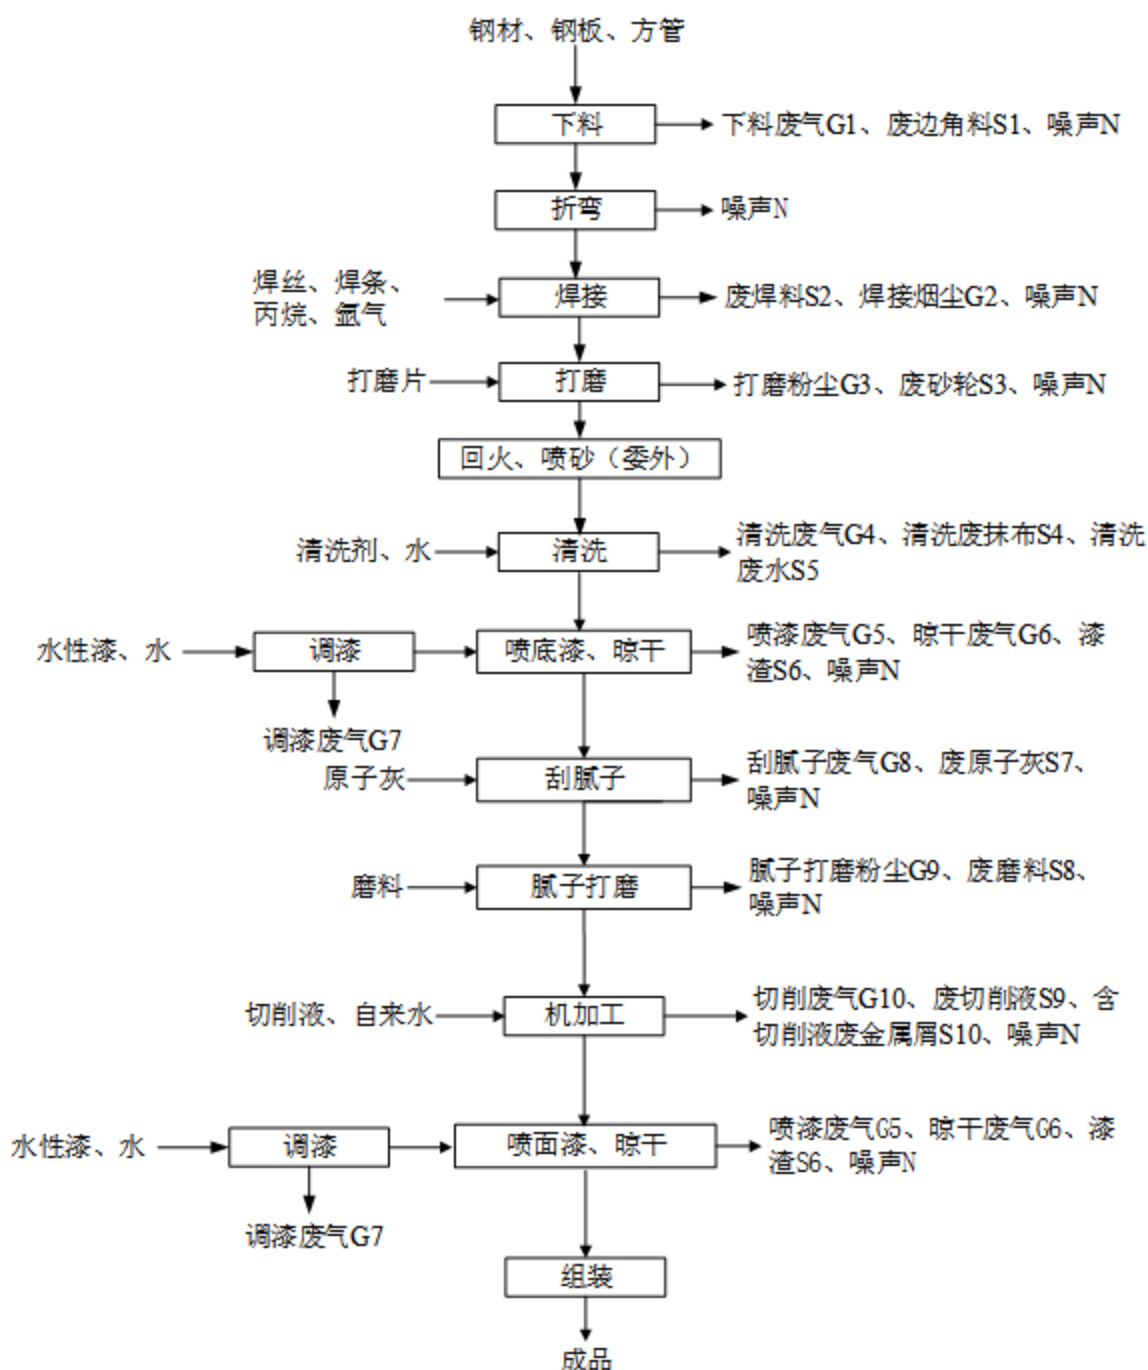 钢材、钢板、方管
下料
下料废气G1、废边角料S1、噪声N
折弯
噪声N
焊丝、焊条、
丙烷、氩气
焊接
废焊料S2、焊接烟尘G2、噪声N
打磨片
打磨
打磨粉尘G3、废砂轮S3、噪声N
回火、喷砂（委外）
清洗剂、水
清洗
清洗废气G4、清洗废抹布S4、清洗
废水S5
水性漆、水
调漆
喷底漆、晾干
喷漆废气G5、晾干废气G6、漆
渣S6、噪声N
调漆废气G7
原子灰
刮腻子
刮腻子废气G8、废原子灰S7、
噪声N
磨料
腻子打磨
腻子打磨粉尘G9、废磨料S8、
噪声N
切削液、自来水
机加工
切削废气G10、废切削液S9、含
切削液废金属屑S10、噪声N
水性漆、水
调漆
喷面漆、晾干
喷漆废气G5、晾干废气G6、漆
渣S6、噪声N
调漆废气G7
组装
成品